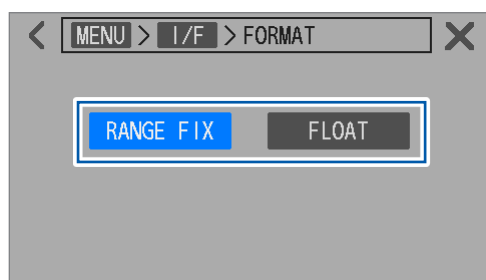 < MENU > I/F > FORMAT X
RANGE FIX FLOAT